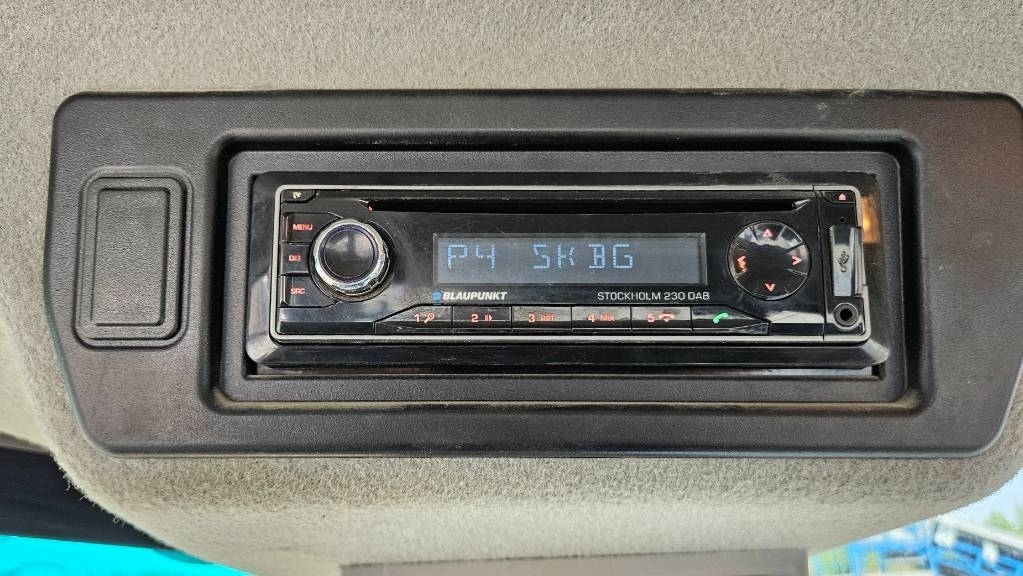 MENU
DIS
SRC
P4 SKBG
BLAUPUNKT
STOCKHOLM 230 DAB
1
2
3 RPT
4 MIX
5